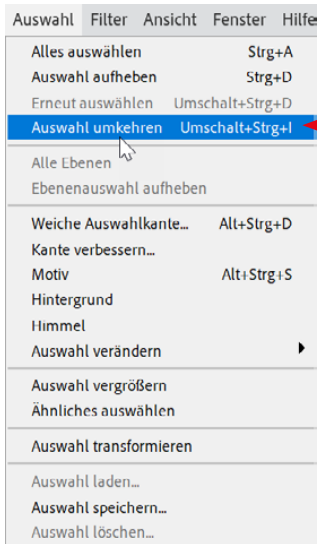 Auswahl Filter Ansicht Fenster Hilfe
Alles auswählen Strg+A
Auswahl aufheben Strg+D
Erneut auswählen Umschalt+Strg+D
Auswahl umkehren Umschalt+Strg+I
Alle Ebenen
Ebenenauswahl aufheben
Weiche Auswahlkante... Alt+Strg+D
Kante verbessern...
Motiv Alt+Strg+S
Hintergrund
Himmel
Auswahl verändern
Auswahl vergrößern
Ähnliches auswählen
Auswahl transformieren
Auswahl laden...
Auswahl speichern...
Auswahl löschen...